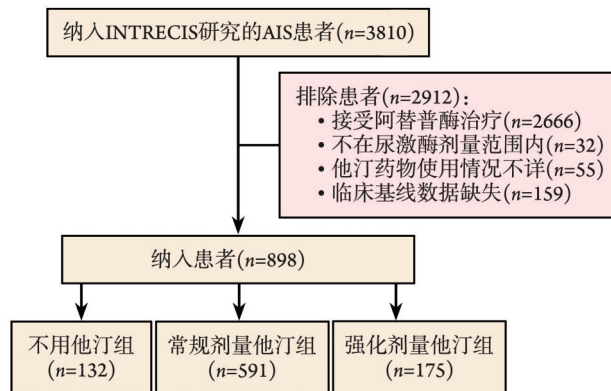 纳入INTRECIS研究的AIS患者(n=3810)
排除患者(n=2912)：
• 接受阿替普酶治疗(n=2666)
• 不在尿激酶剂量范围内(n=32)
• 他汀药物使用情况不详(n=55)
• 临床基线数据缺失(n=159)
纳入患者(n=898)
不用他汀组
(n=132)
常规剂量他汀组
(n=591)
强化剂量他汀组
(n=175)